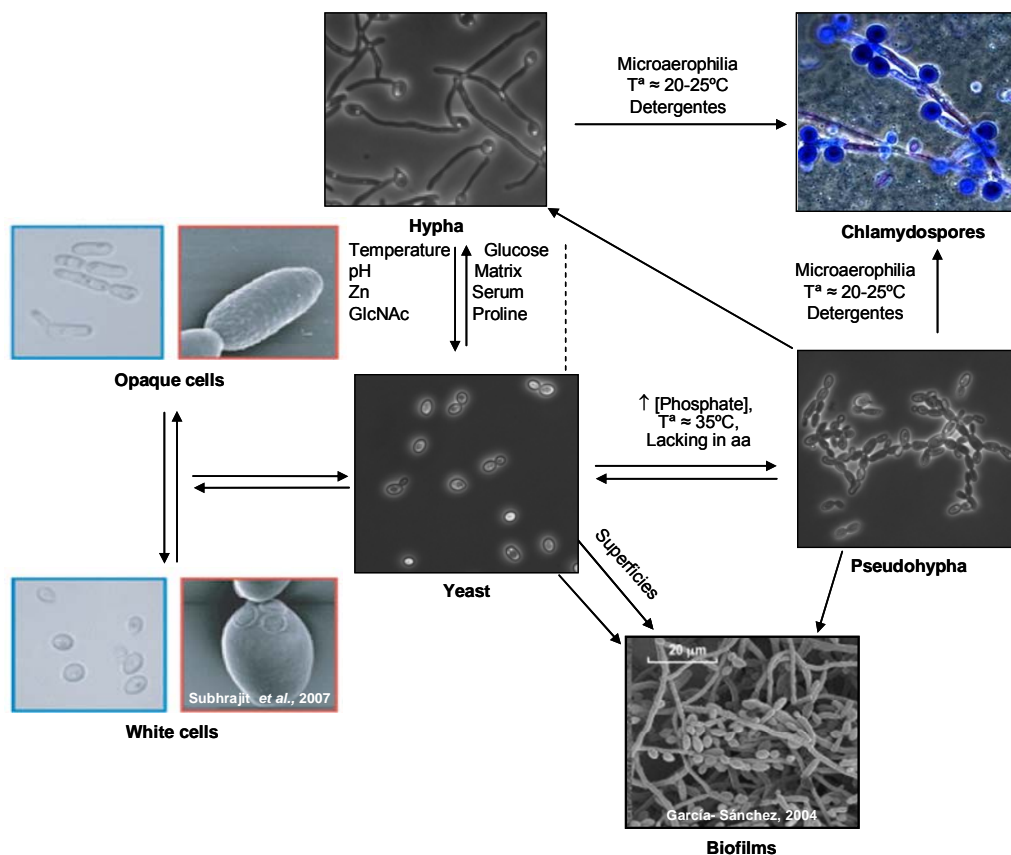 Microaerophilia
Tª ≈ 20-25ºC
Detergentes
Hypha
Chlamydospores
Temperature
pH
Zn
GlcNAc
Glucose
Matrix
Serum
Proline
Microaerophilia
Tª ≈ 20-25ºC
Detergentes
Opaque cells
↑ [Phosphate],
Tª ≈ 35ºC,
Lacking in aa
Yeast
Superficies
Pseudohypha
Subhrajit et al., 2007
White cells
20 µm
García- Sánchez, 2004
Biofilms